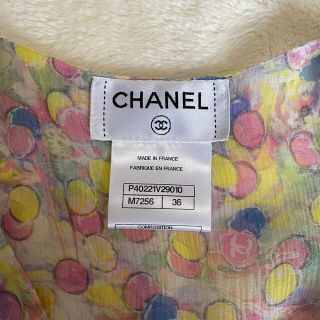 CHANEL
MADE IN FRANCE
FABRIQUE EN FRANCE
P40221V29010
M7256 36
COMPOSITION